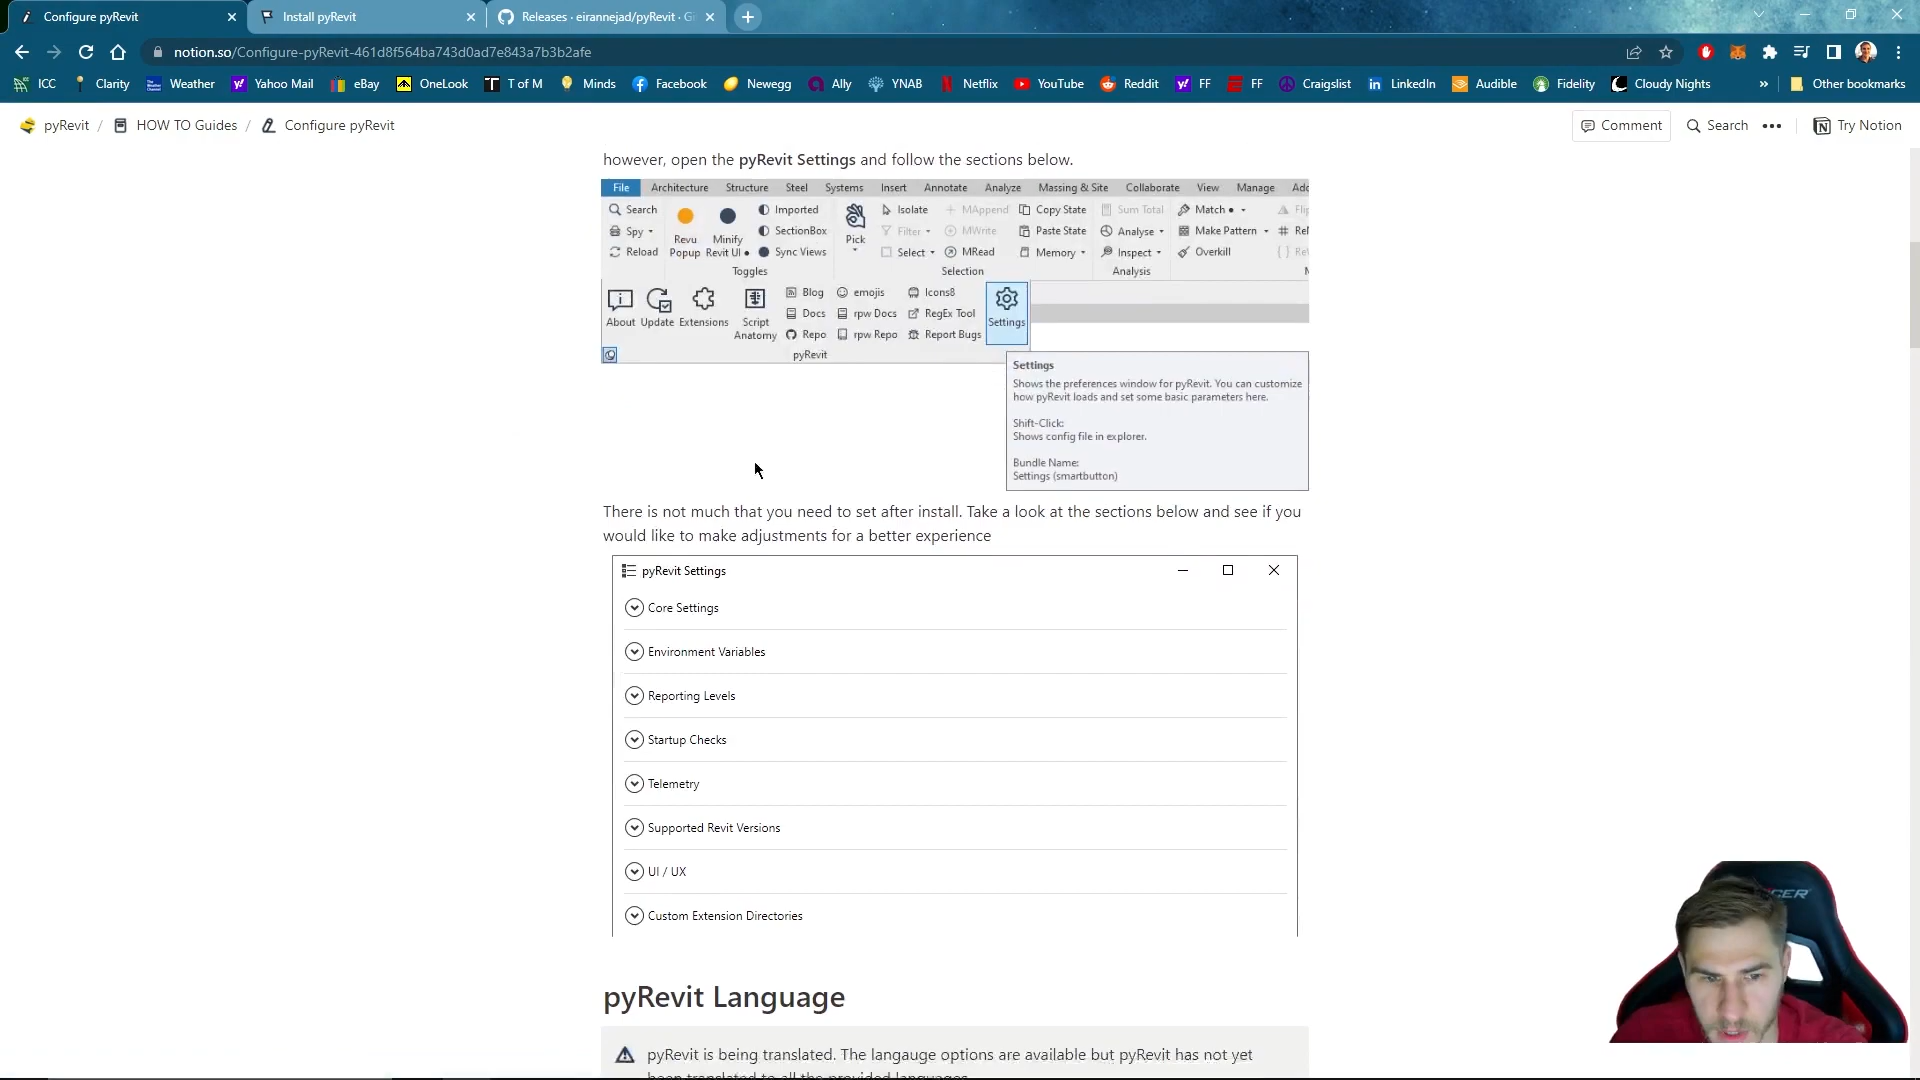 Configure pyRevit
Install pyRevit
Releases · eirannejad/pyRevit · G
notion.so/Configure-pyRevit-461d8f564ba743d0ad7e843a7b3b2afe
ICC Clarity Weather Yahoo Mail eBay OneLook T of M Minds Facebook Newegg Ally YNAB Netflix YouTube Reddit FF FF Craigslist LinkedIn Audible Fidelity Cloudy Nights » Other bookmarks
pyRevit / HOW TO Guides / Configure pyRevit
Comment Search ••• Try Notion
however, open the pyRevit Settings and follow the sections below.
File Architecture Structure Steel Systems Insert Annotate Analyze Massing & Site Collaborate View Manage Add
Search Imported Isolate MAppend Copy State Sum Total Match Flip
Spy Revu Popup Minify Revit UI SectionBox Pick Filter MWrite Paste State Analyse Make Pattern
Reload Sync Views Select MRead Memory Inspect Overkill
Toggles Selection Analysis
About Update Extensions Script Anatomy Blog emojis Icons8 Settings
Docs rpw Docs RegEx Tool
Repo rpw Repo Report Bugs
pyRevit
Settings
Shows the preferences window for pyRevit. You can customize
how pyRevit loads and set some basic parameters here.
Shift-Click:
Shows config file in explorer.
Bundle Name:
Settings (smartbutton)
There is not much that you need to set after install. Take a look at the sections below and see if you
would like to make adjustments for a better experience
pyRevit Settings
Core Settings
Environment Variables
Reporting Levels
Startup Checks
Telemetry
Supported Revit Versions
UI / UX
Custom Extension Directories
pyRevit Language
pyRevit is being translated. The langauge options are available but pyRevit has not yet
been translated to all the provided languages